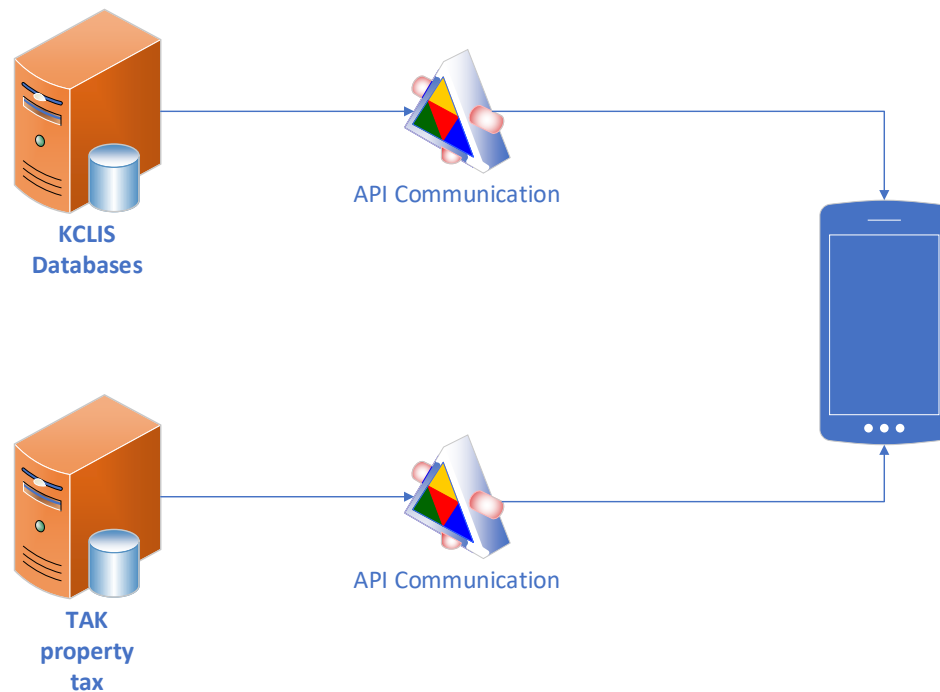 API Communication
KCLIS
Databases
API Communication
TAK
property
tax